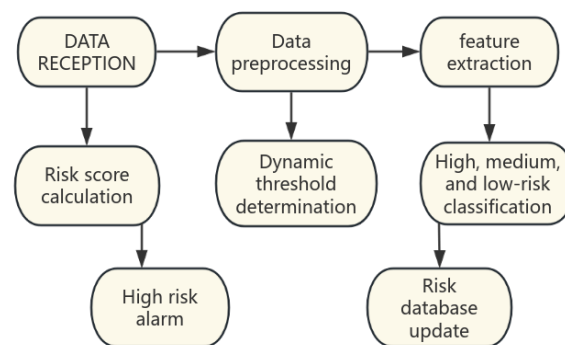 DATA
RECEPTION
Data
preprocessing
feature
extraction
Risk score
calculation
Dynamic
threshold
determination
High, medium,
and low-risk
classification
High risk
alarm
Risk
database
update